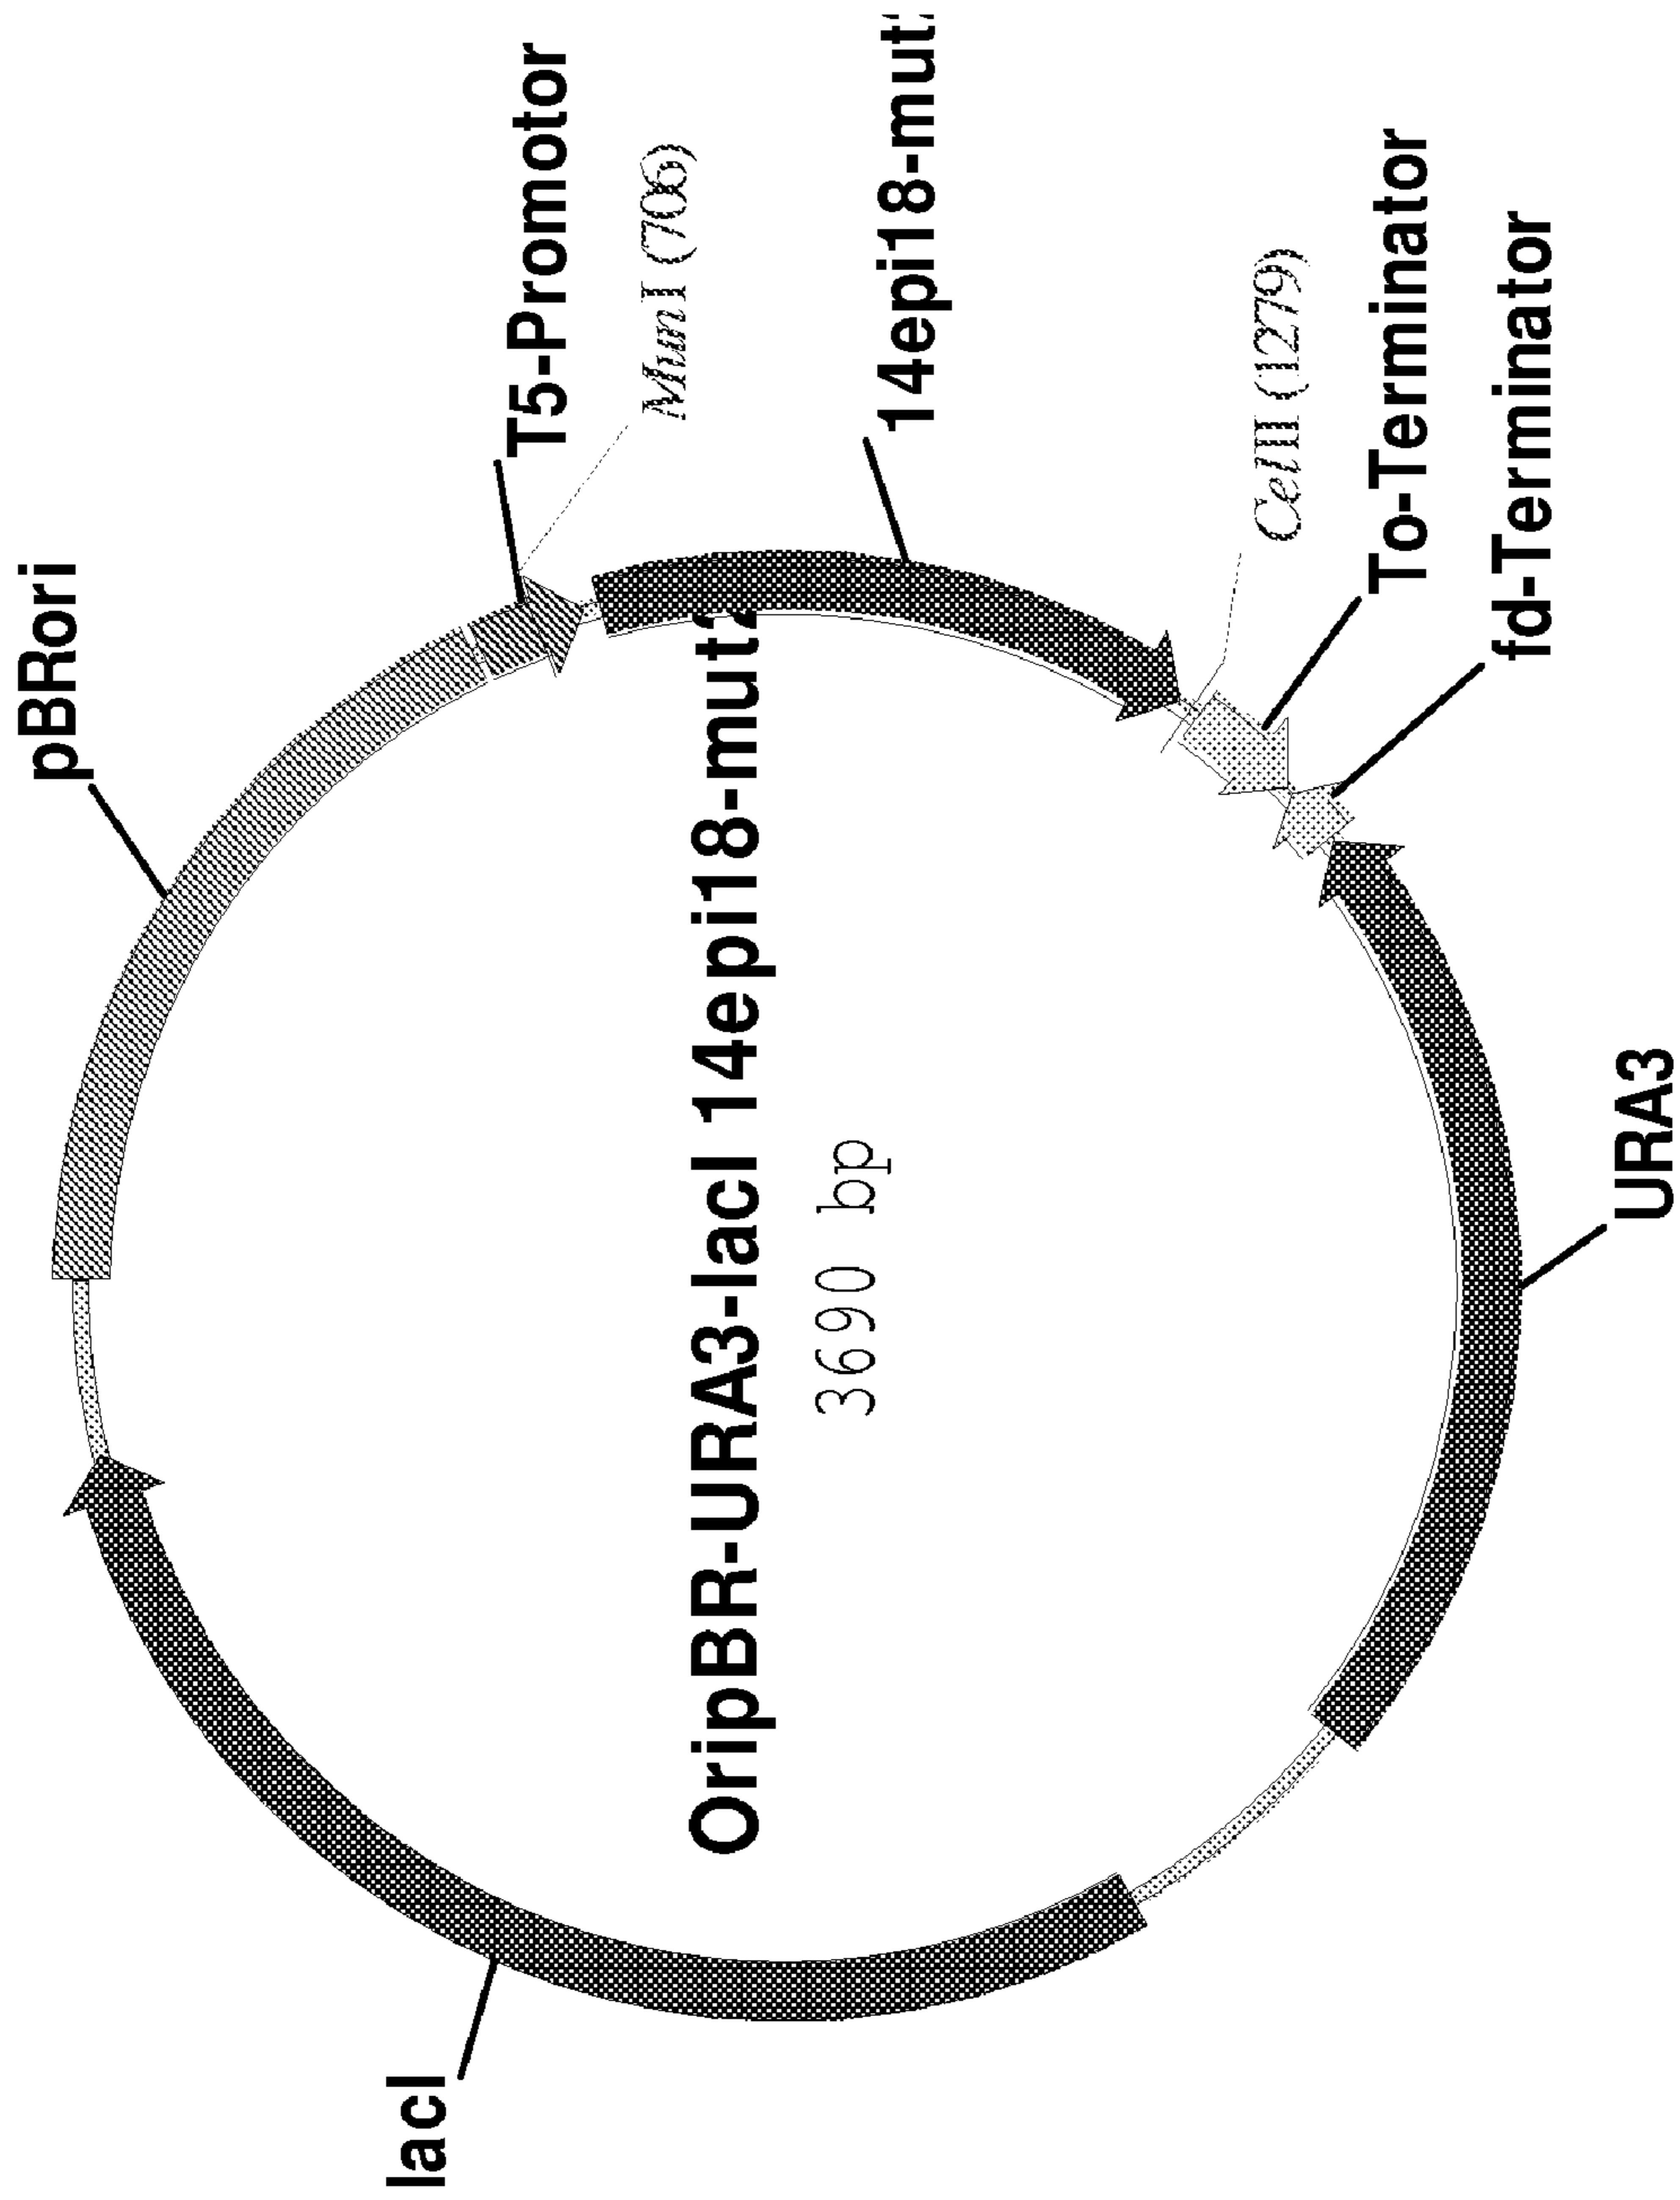 pBRori
lacI
T5-Promotor
MunI (706)
OripBR-URA3-lacI 14epi18-mut
3690 bp
14epi18-mut
CelII (1279)
To-Terminator
fd-Terminator
URA3